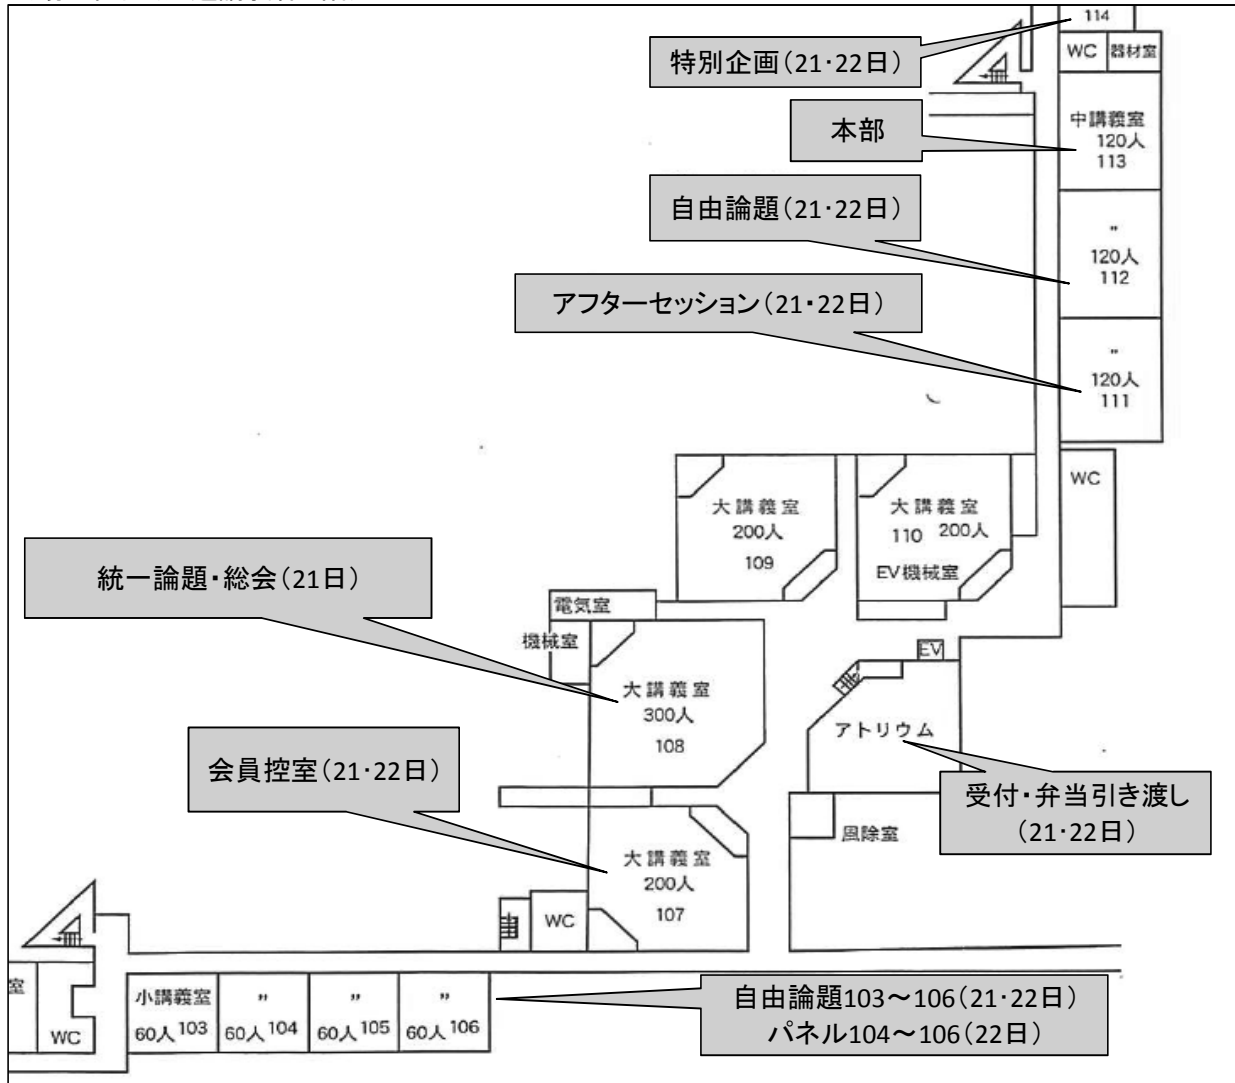 114
特別企画(21･22日)
WC
器材室
本部
中講義室
120人
113
自由論題(21･22日)
〃
120人
112
アフターセッション(21・22日)
〃
120人
111
WC
大講義室
200人
109
大講義室
110 200人
EV機械室
統一論題・総会(21日)
電気室
機械室
EV
大講義室
300人
108
アトリウム
会員控室(21･22日)
受付・弁当引き渡し
(21･22日)
風除室
大講義室
200人
107
WC
室
WC
小講義室
60人 103
〃
60人 104
〃
60人 105
〃
60人 106
自由論題103～106(21･22日)
パネル104～106(22日)